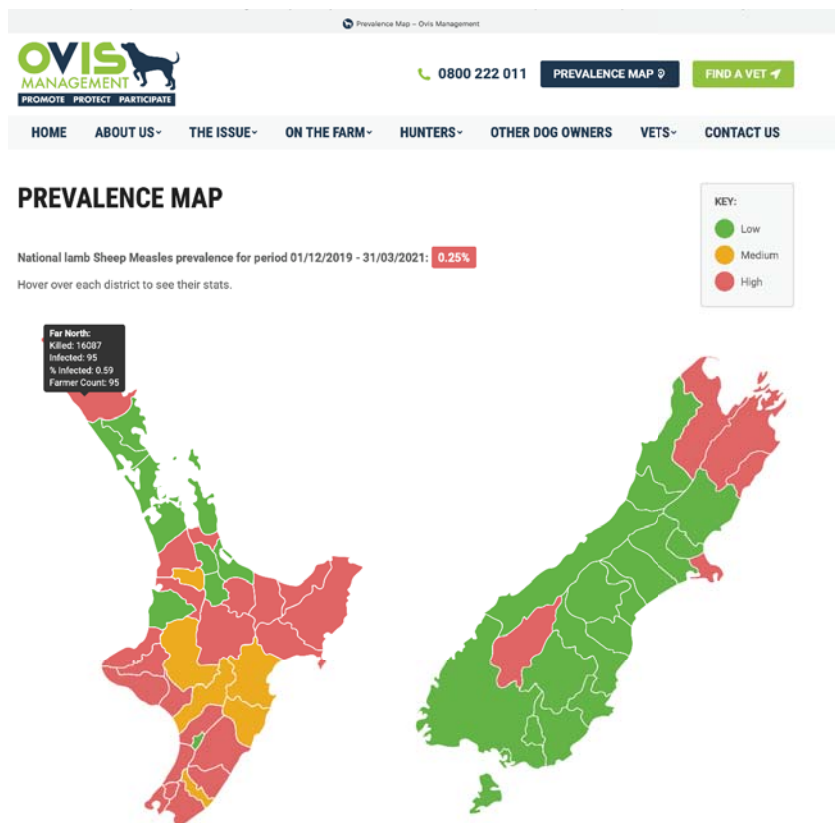 Prevalence Map – Ovis Management
OVIS
MANAGEMENT
PROMOTE PROTECT PARTICIPATE
0800 222 011
PREVALENCE MAP
FIND A VET
HOME ABOUT US THE ISSUE ON THE FARM HUNTERS OTHER DOG OWNERS VETS CONTACT US
PREVALENCE MAP
KEY:
Low
Medium
High
National lamb Sheep Measles prevalence for period 01/12/2019 - 31/03/2021: 0.25%
Hover over each district to see their stats.
Far North:
Killed: 16087
Infected: 95
% Infected: 0.59
Farmer Count: 95